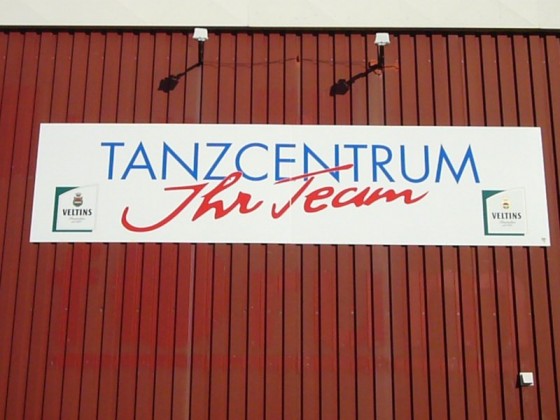 TANZCENTRUM
Ihr Team
VELTINS
VELTINS